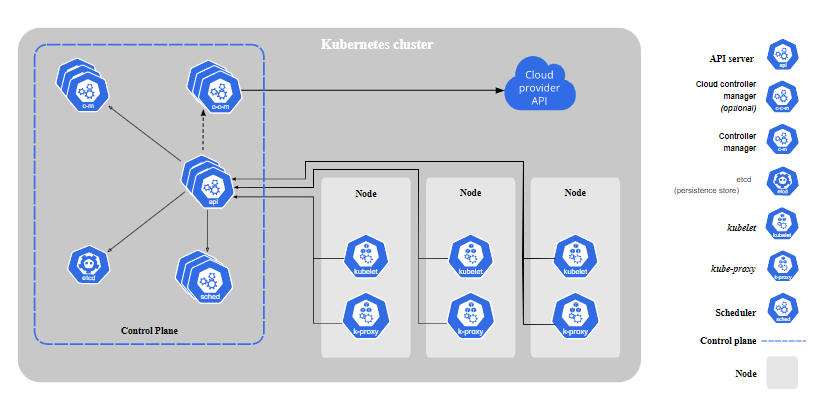 Kubernetes cluster
c-m
c-c-m
Cloud
provider
API
api
etcd
sched
Control Plane
Node
Node
Node
kubelet
kubelet
kubelet
k-proxy
k-proxy
k-proxy
API server
api
Cloud controller
manager
(optional)
c-c-m
Controller
manager
c-m
etcd
(persistence store)
etcd
kubelet
kubelet
kube-proxy
k-proxy
Scheduler
sched
Control plane
Node